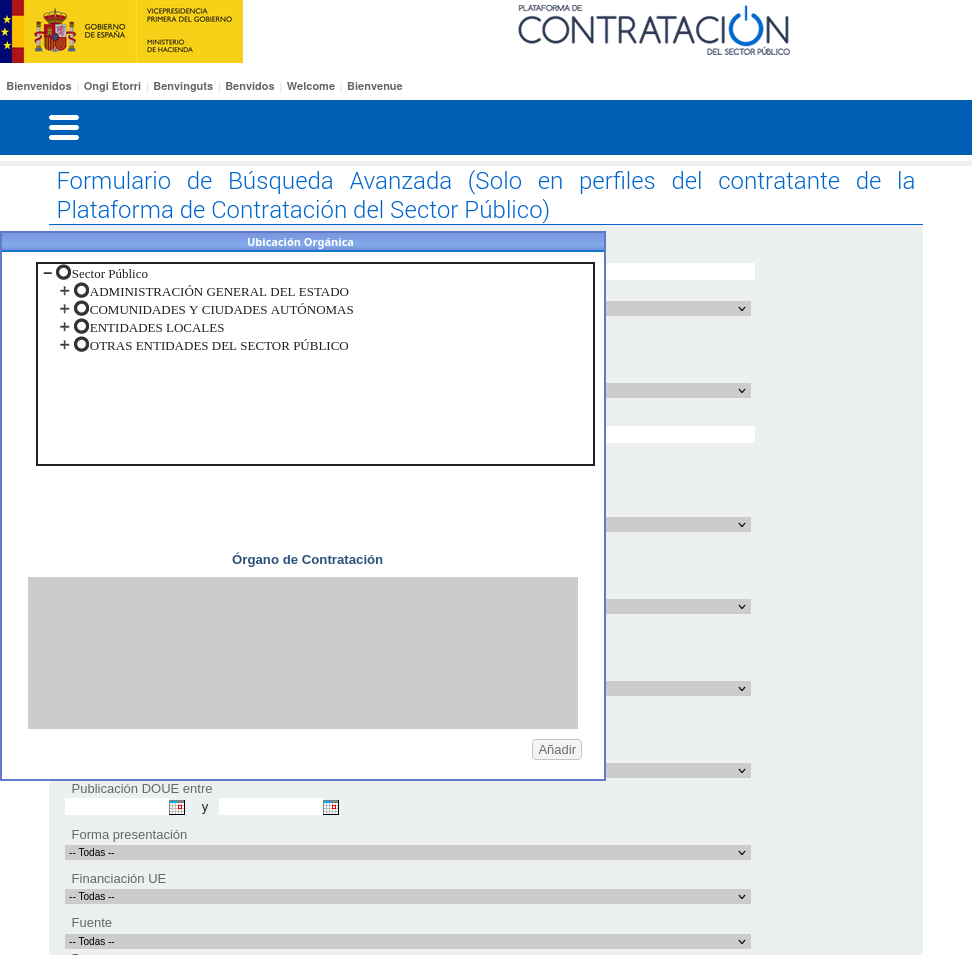 GOBIERNO
DE ESPAÑA
VICEPRESIDENCIA
PRIMERA DEL GOBIERNO
MINISTERIO
DE HACIENDA
PLATAFORMA DE
CONTRATACIÓN
DEL SECTOR PÚBLICO
Bienvenidos | Ongi Etorri | Benvinguts | Benvidos | Welcome | Bienvenue
Formulario de Búsqueda Avanzada (Solo en perfiles del contratante de la
Plataforma de Contratación del Sector Público)
Ubicación Orgánica
Sector Público
ADMINISTRACIÓN GENERAL DEL ESTADO
COMUNIDADES Y CIUDADES AUTÓNOMAS
ENTIDADES LOCALES
OTRAS ENTIDADES DEL SECTOR PÚBLICO
Órgano de Contratación
Añadir
Publicación DOUE entre
y
Forma presentación
-- Todas --
Financiación UE
-- Todas --
Fuente
-- Todas --